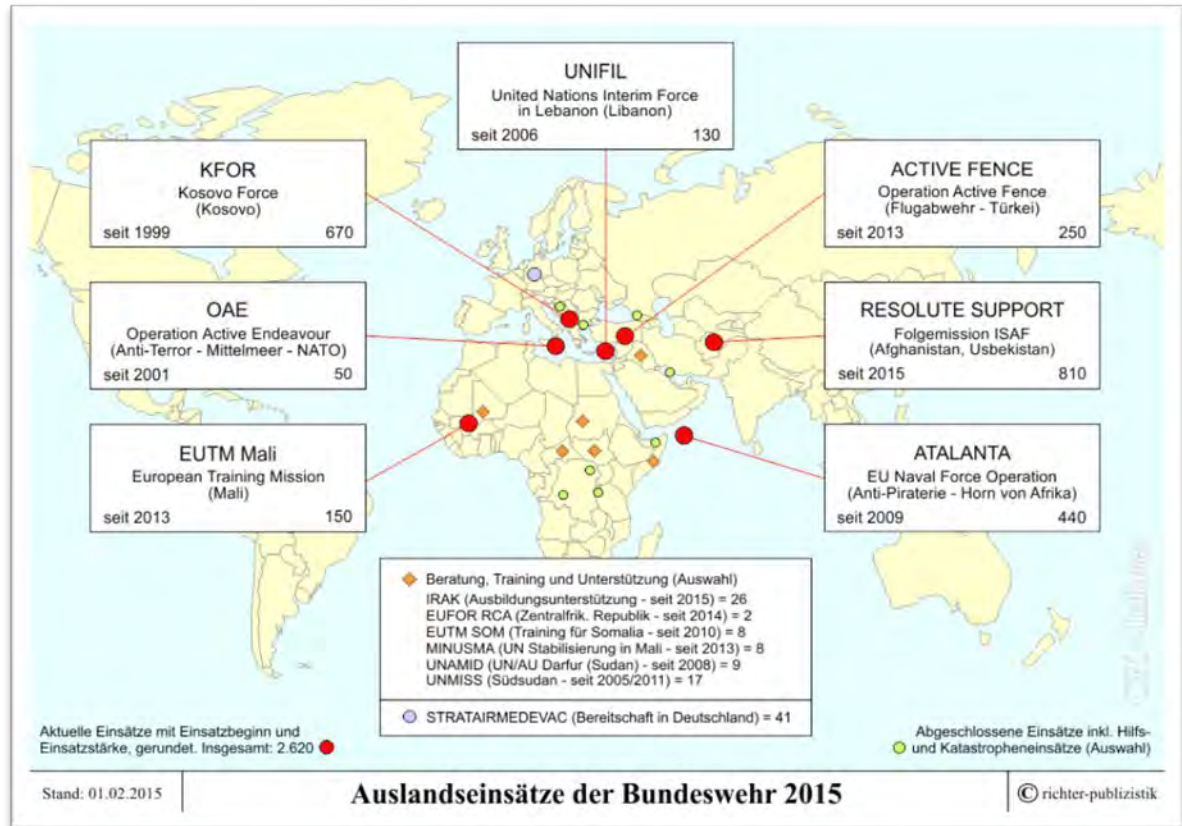 UNIFIL
United Nations Interim Force
in Lebanon (Libanon)
seit 2006 130
KFOR
Kosovo Force
(Kosovo)
seit 1999 670
ACTIVE FENCE
Operation Active Fence
(Flugabwehr - Türkei)
seit 2013 250
OAE
Operation Active Endeavour
(Anti-Terror - Mittelmeer - NATO)
seit 2001 50
RESOLUTE SUPPORT
Folgemission ISAF
(Afghanistan, Usbekistan)
seit 2015 810
EUTM Mali
European Training Mission
(Mali)
seit 2013 150
ATALANTA
EU Naval Force Operation
(Anti-Piraterie - Horn von Afrika)
seit 2009 440
Beratung, Training und Unterstützung (Auswahl)
IRAK (Ausbildungsunterstützung - seit 2015) = 26
EUFOR RCA (Zentralfrik. Republik - seit 2014) = 2
EUTM SOM (Training für Somalia - seit 2010) = 8
MINUSMA (UN Stabilisierung in Mali - seit 2013) = 8
UNAMID (UN/AU Darfur (Sudan) - seit 2008) = 9
UNMISS (Südsudan - seit 2005/2011) = 17
STRATAIRMEDEVAC (Bereitschaft in Deutschland) = 41
Aktuelle Einsätze mit Einsatzbeginn und
Einsatzstärke, gerundet. Insgesamt: 2.620
Abgeschlossene Einsätze inkl. Hilfs-
und Katastropheneinsätze (Auswahl)
Stand: 01.02.2015
Auslandseinsätze der Bundeswehr 2015
© richter-publizistik